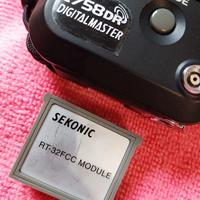 758DR
DIGITALMASTER
SEKONIC
RT-32FCC MODULE